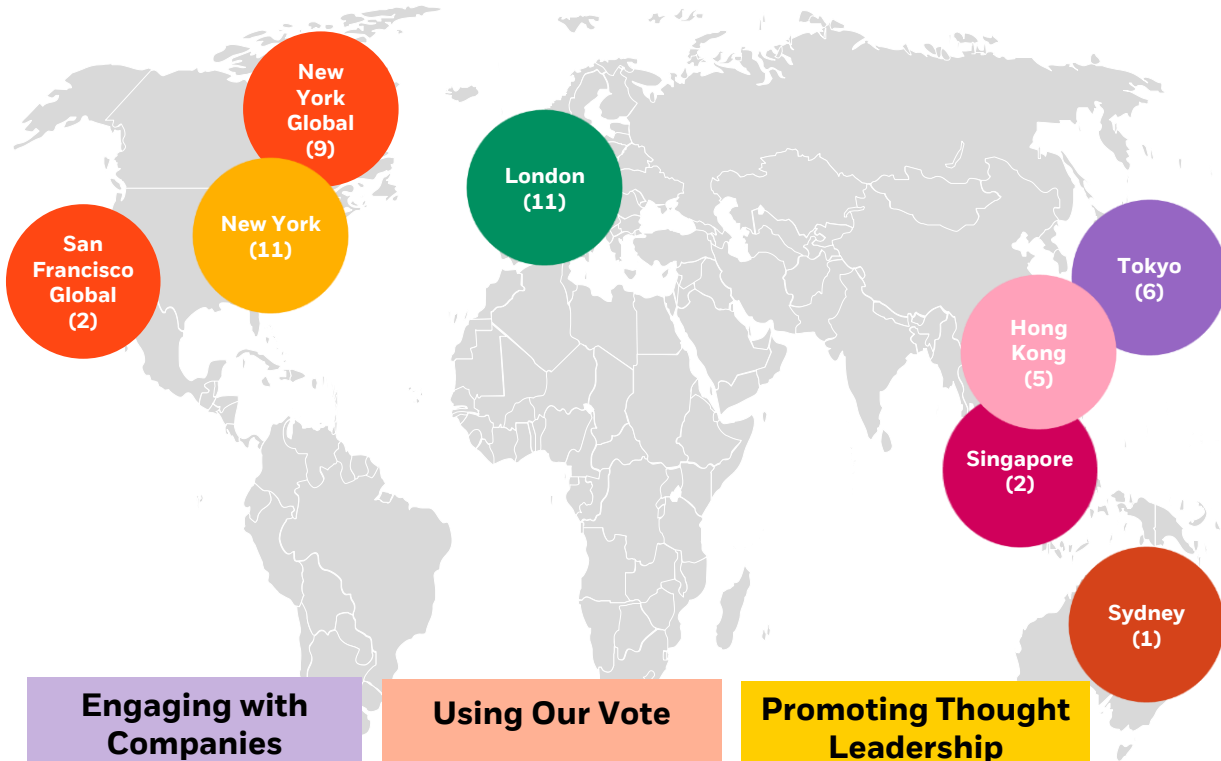 New
York
Global
(9)
New York
(11)
San
Francisco
Global
(2)
London
(11)
Tokyo
(6)
Hong
Kong
(5)
Singapore
(2)
Sydney
(1)
Engaging with
Companies
Using Our Vote
Promoting Thought
Leadership